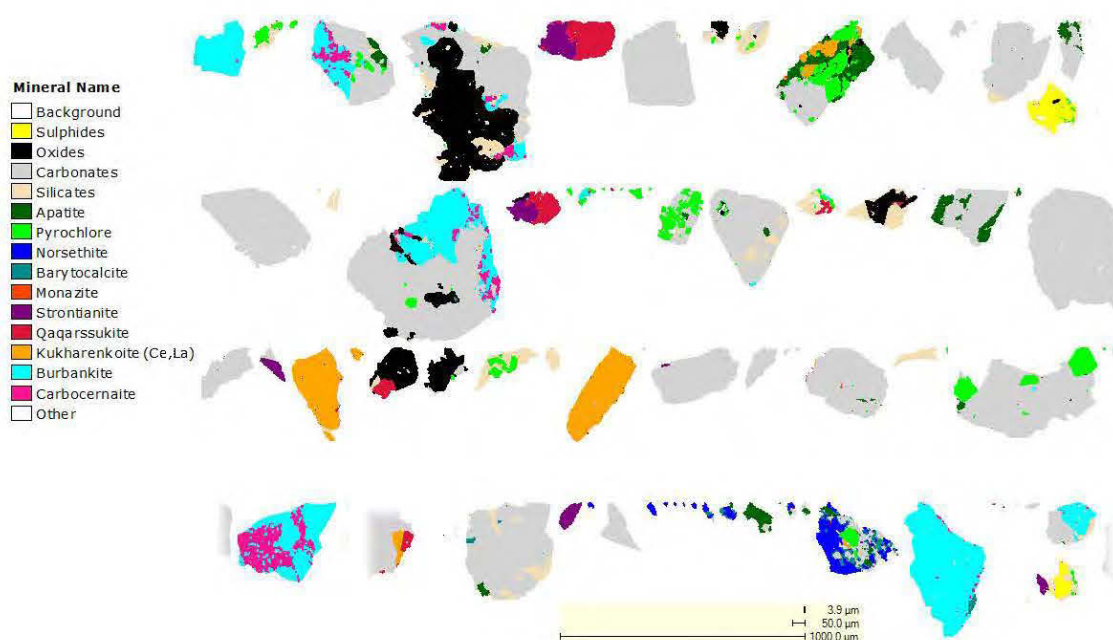 Mineral Name
Background
Sulphides
Oxides
Carbonates
Silicates
Apatite
Pyrochlore
Norsethite
Barytocalcite
Monazite
Strontianite
Qaqarssukite
Kukharenkoite (Ce,La)
Burbankite
Carbocernaite
Other
3.9 µm
50.0 µm
1000.0 µm